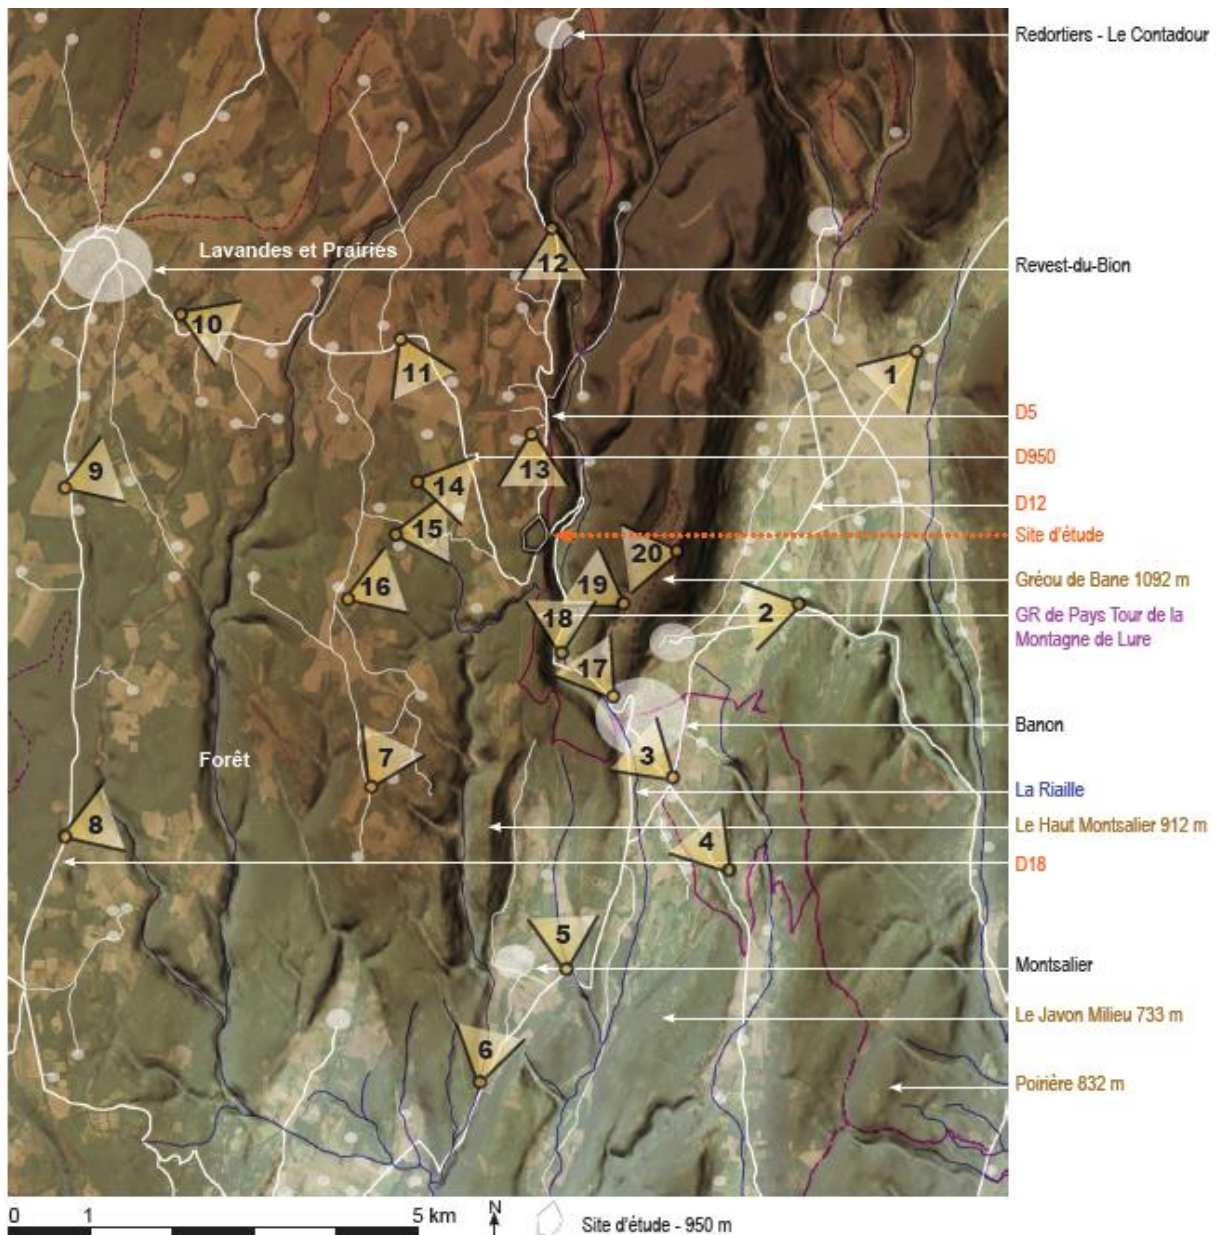 Redortiers - Le Contadour
Lavandes et Prairies
12
Revest-du-Bion
10
11
1
D5
9
13
14
D950
15
D12
Site d'étude
20
16
19
Gréou de Bane 1092 m
18
2
GR de Pays Tour de la
Montagne de Lure
17
Banon
Forêt
7
3
La Riaille
8
4
Le Haut Montsalier 912 m
D18
5
Montsalier
Le Javon Milieu 733 m
6
Poirière 832 m
0 1 5 km
N
Site d'étude - 950 m